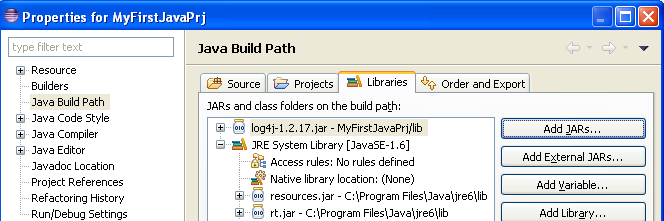 Properties for MyFirstJavaPrj
type filter text
Resource
Builders
Java Build Path
Java Code Style
Java Compiler
Java Editor
Javadoc Location
Project References
Refactoring History
Run/Debug Settings
Java Build Path
Source Projects Libraries Order and Export
JARs and class folders on the build path:
log4j-1.2.17.jar - MyFirstJavaPrj/lib
JRE System Library [JavaSE-1.6]
Access rules: No rules defined
Native library location: (None)
resources.jar - C:\Program Files\Java\jre6\lib
rt.jar - C:\Program Files\Java\jre6\lib
Add JARs...
Add External JARs...
Add Variable...
Add Library...